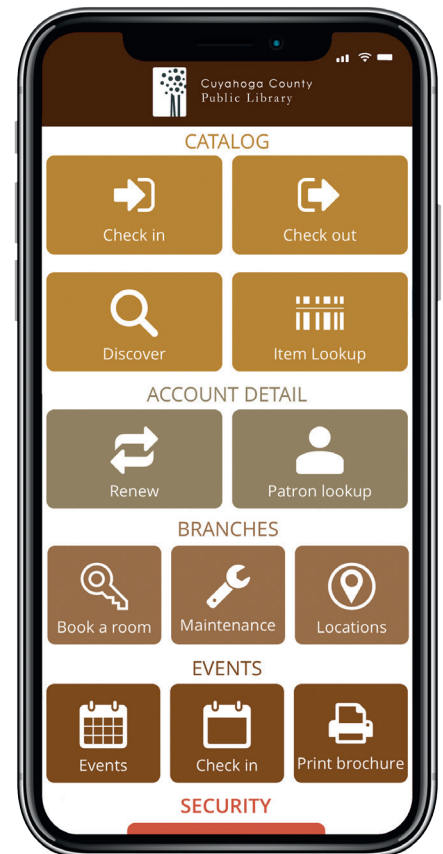 Cuyahoga County
Public Library
CATALOG
Check in
Check out
Discover
Item Lookup
ACCOUNT DETAIL
Renew
Patron lookup
BRANCHES
Book a room
Maintenance
Locations
EVENTS
Events
Check in
Print brochure
SECURITY